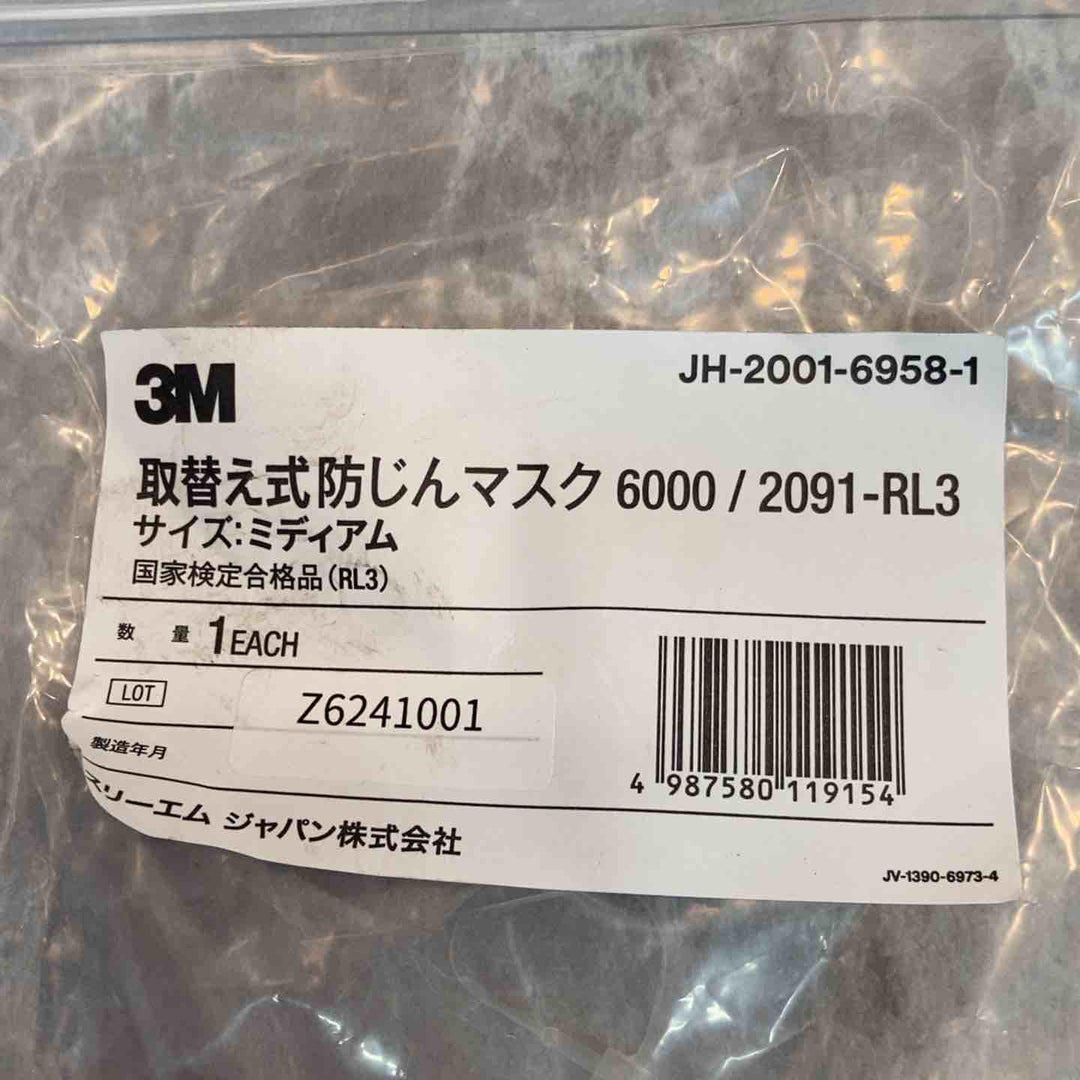 3M
JH-2001-6958-1
取替え式防じんマスク 6000 / 2091-RL3
サイズ:ミディアム
国家検定合格品(RL3)
数 量 1EACH
LOT Z6241001
製造年月
スリーエム ジャパン株式会社
4 987580 119154
JV-1390-6973-4